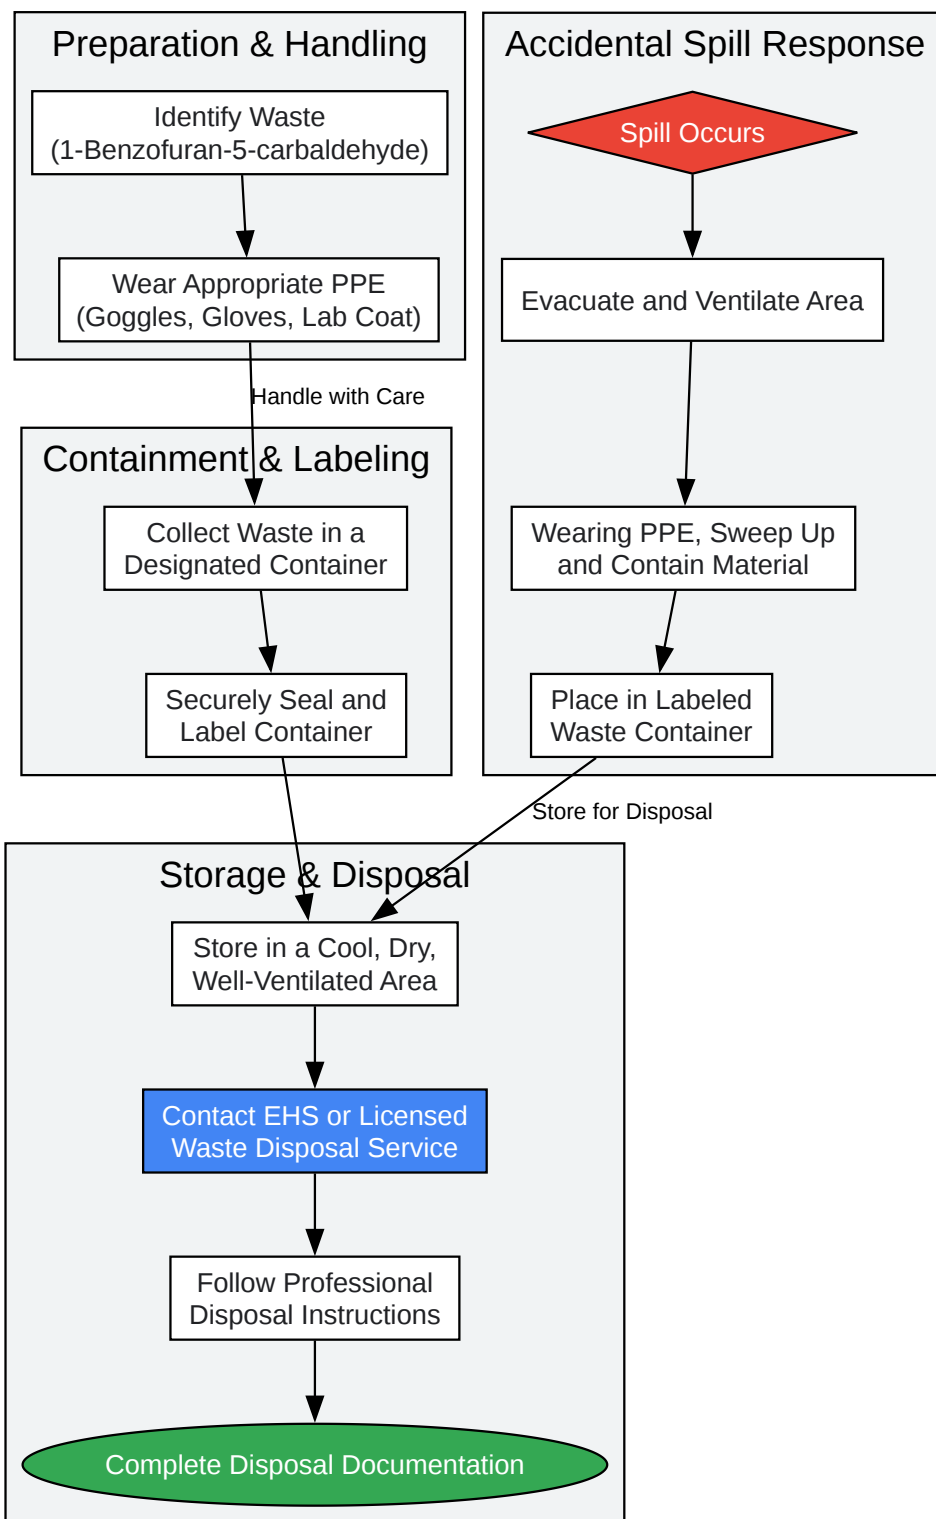 Preparation & Handling
Identify Waste
(1-Benzofuran-5-carbaldehyde)
Wear Appropriate PPE
(Goggles, Gloves, Lab Coat)
Handle with Care
Containment & Labeling
Collect Waste in a
Designated Container
Securely Seal and
Label Container
Accidental Spill Response
Spill Occurs
Evacuate and Ventilate Area
Wearing PPE, Sweep Up
and Contain Material
Place in Labeled
Waste Container
Store for Disposal
Storage & Disposal
Store in a Cool, Dry,
Well-Ventilated Area
Contact EHS or Licensed
Waste Disposal Service
Follow Professional
Disposal Instructions
Complete Disposal Documentation